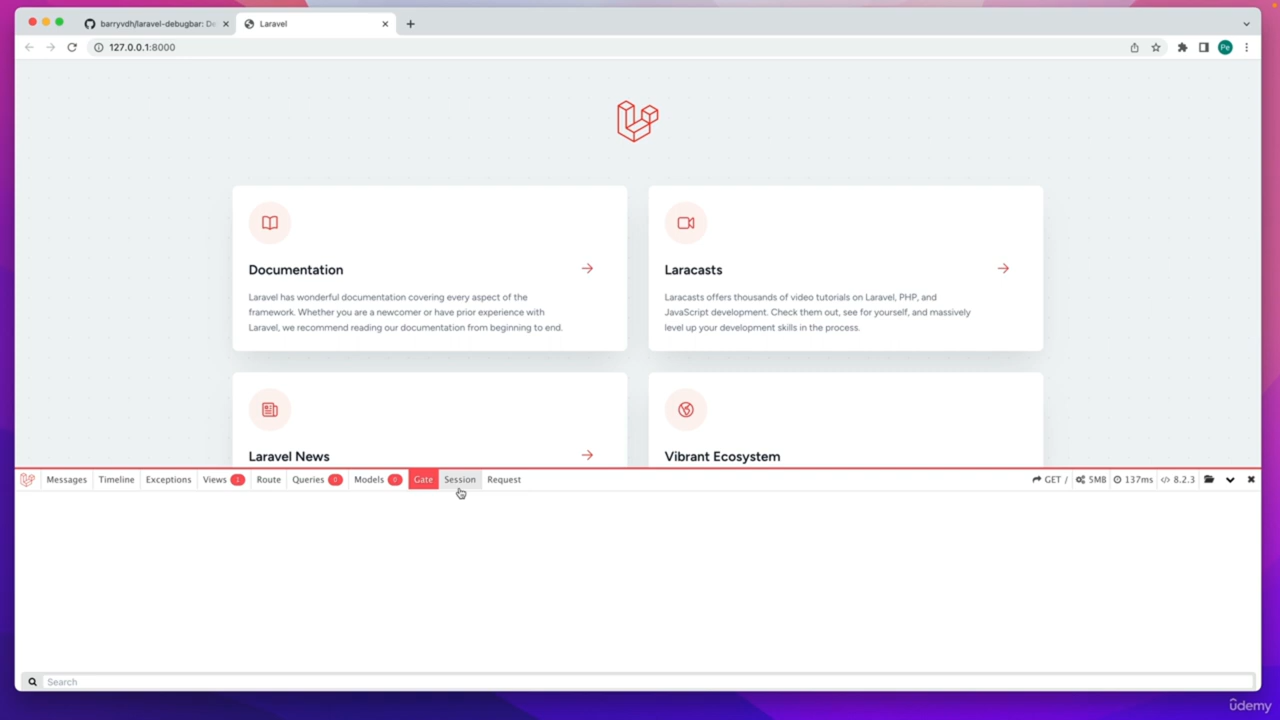 barryvdh/laravel-debugbar: De
Laravel
127.0.0.1:8000
Pe
Documentation
Laravel has wonderful documentation covering every aspect of the
framework. Whether you are a newcomer or have prior experience with
Laravel, we recommend reading our documentation from beginning to end.
Laracasts
Laracasts offers thousands of video tutorials on Laravel, PHP, and
JavaScript development. Check them out, see for yourself, and massively
level up your development skills in the process.
Laravel News
Vibrant Ecosystem
Messages Timeline Exceptions Views 1 Route Queries 0 Models 0 Gate Session Request GET / 5MB 137ms 8.2.3
Search
udemy